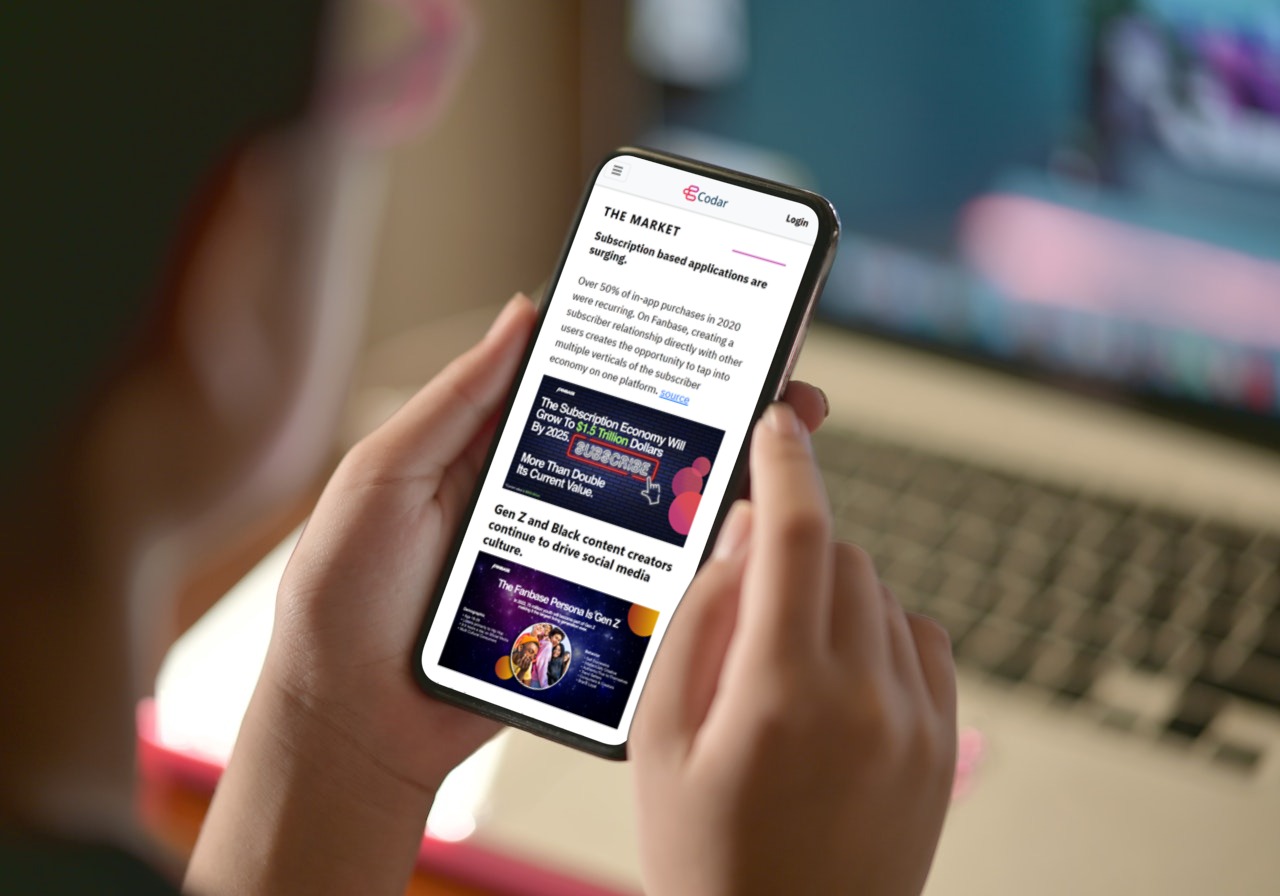 Codar
Login
THE MARKET
Subscription based applications are
surging.
Over 50% of in-app purchases in 2020
were recurring. On Fanbase, creating a
subscriber relationship directly with other
users creates the opportunity to tap into
multiple verticals of the subscriber
economy on one platform. source
FANBASE
The Subscription Economy Will
Grow To $1.5 Trillion Dollars
By 2025.
SUBSCRIBE
More Than Double
Its Current Value.
Gen Z and Black content creators
continue to drive social media
culture.
FANBASE
The Fanbase Persona Is Gen Z